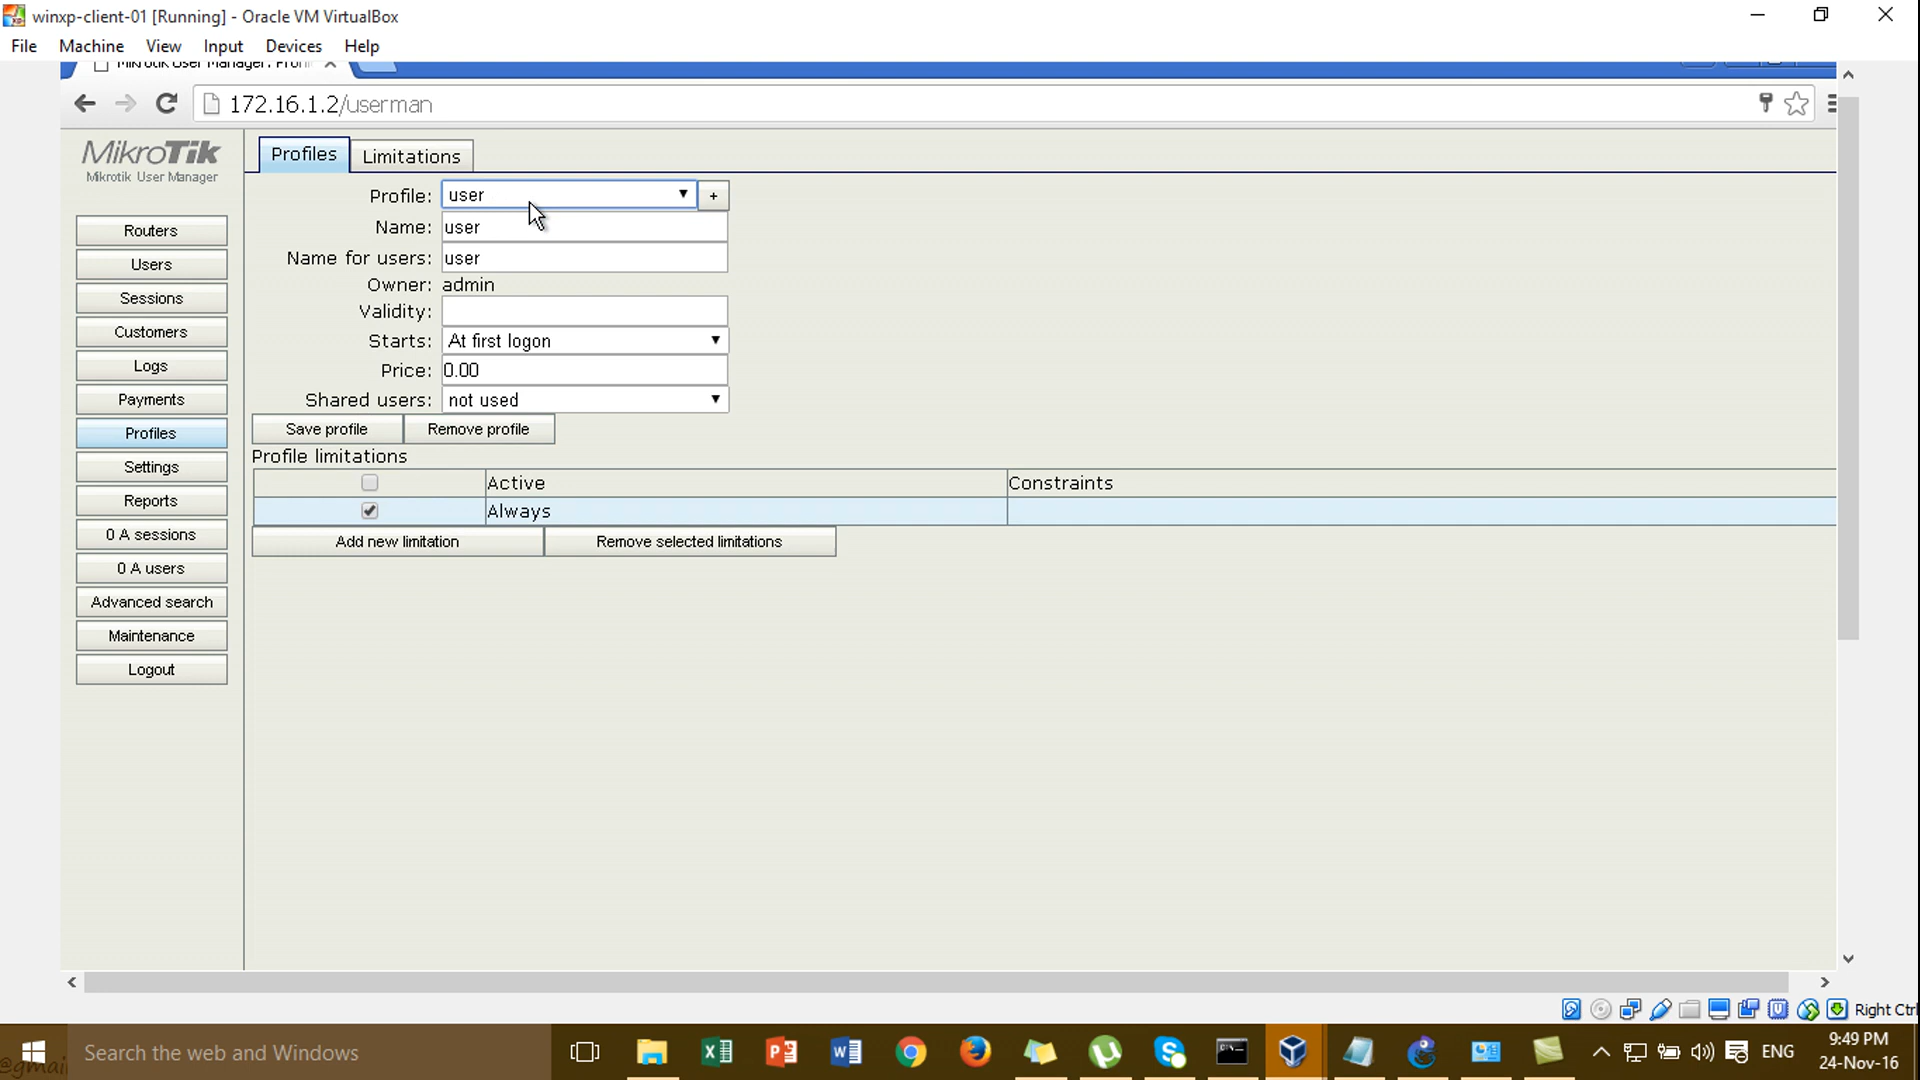 winxp-client-01 [Running] - Oracle VM VirtualBox
File Machine View Input Devices Help
172.16.1.2/userman
MikroTik
Mikrotik User Manager
Profiles Limitations
Routers
Users
Sessions
Customers
Logs
Payments
Profiles
Settings
Reports
0 A sessions
0 A users
Advanced search
Maintenance
Logout
Profile: user +
Name: user
Name for users: user
Owner: admin
Validity:
Starts: At first logon
Price: 0.00
Shared users: not used
Save profile Remove profile
Profile limitations
Active Constraints
Always
Add new limitation Remove selected limitations
Right Ctrl
Search the web and Windows
ENG
9:49 PM
24-Nov-16